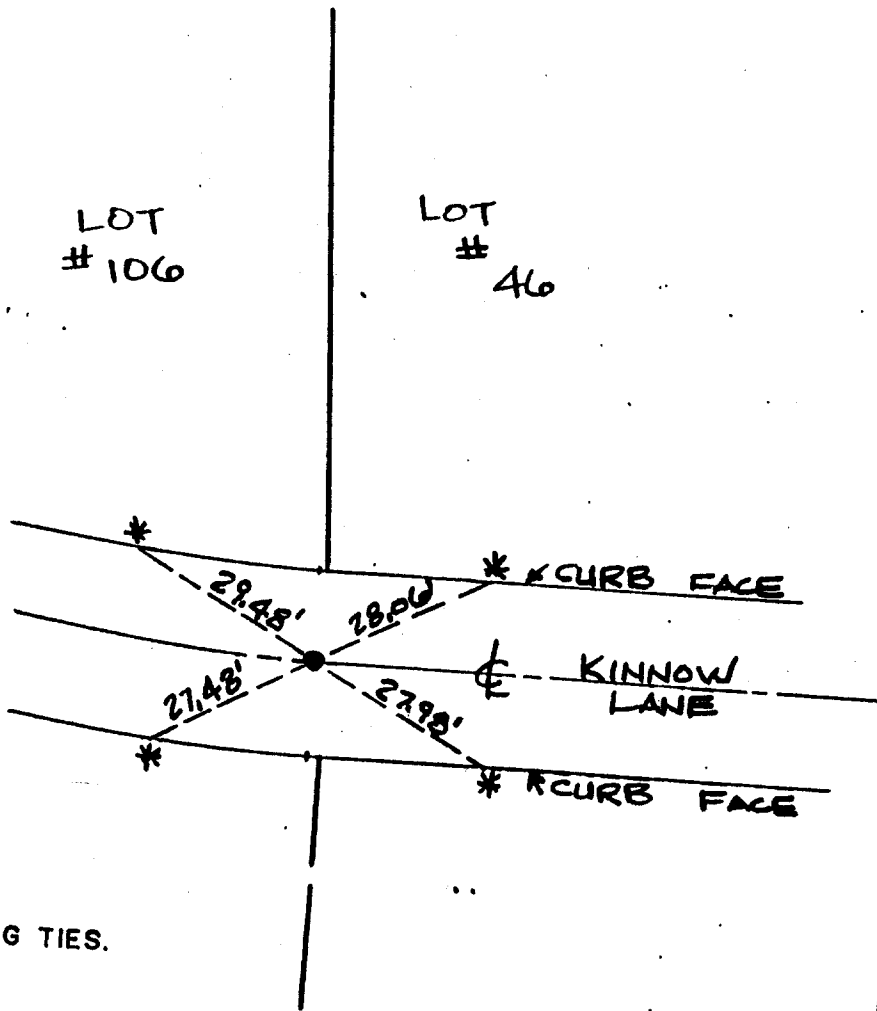 LOT
# 106
LOT
#
46
29.48'
28.06'
CURB FACE
27.48'
27.98'
℄ KINNOW
LANE
CURB FACE
G TIES.